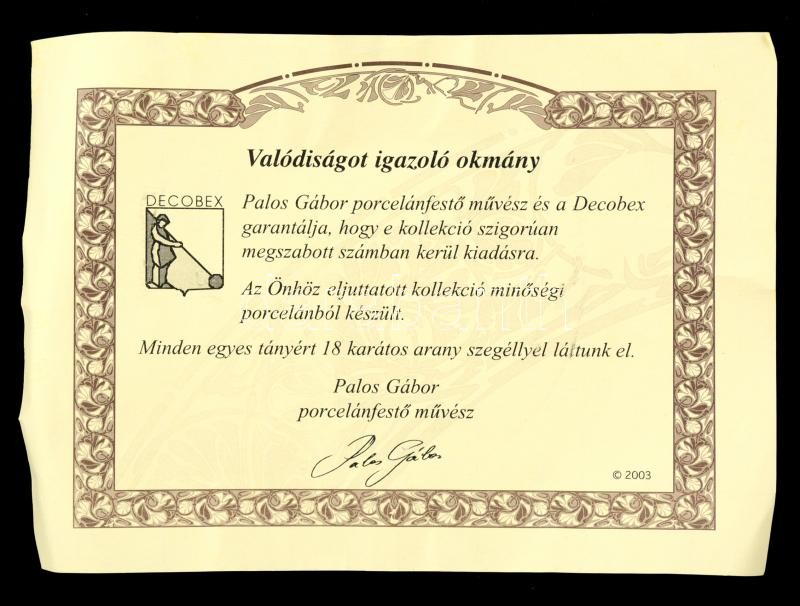 Valódiságot igazoló okmány
DECOBEX
Palos Gábor porcelánfestő művész és a Decobex
garantálja, hogy e kollekció szigorúan
megszabott számban kerül kiadásra.
Az Önhöz eljuttatott kollekció minőségi
porcelánból készült.
Minden egyes tányért 18 karátos arany szegéllyel láttunk el.
Palos Gábor
porcelánfestő művész
Palos Gábor
© 2003